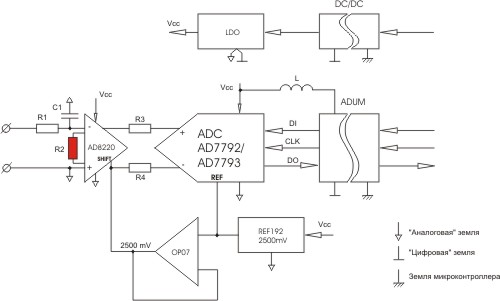 DC/DC
Vcc
LDO
C1
Vcc
Vcc
L
ADUM
R1
R3
ADC
AD7792/
AD7793
REF
DI
CLK
DO
R2
AD8220
SHIFT
R4
-
+
+
-
2500 mV
OP07
REF192
2500mV
Vcc
"Аналоговая" земля
"Цифровая" земля
Земля микроконтроллера